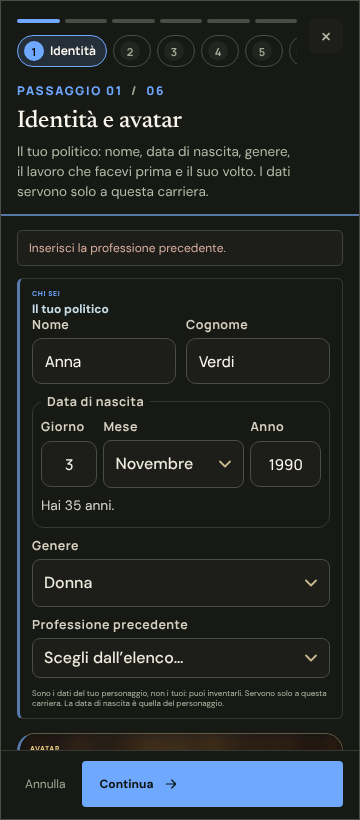 ×
1 Identità 2 3 4 5
PASSAGGIO 01 / 06
Identità e avatar
Il tuo politico: nome, data di nascita, genere,
il lavoro che facevi prima e il suo volto. I dati
servono solo a questa carriera.
Inserisci la professione precedente.
CHI SEI
Il tuo politico
Nome Cognome
Anna Verdi
Data di nascita
Giorno Mese Anno
3 Novembre 1990
Hai 35 anni.
Genere
Donna
Professione precedente
Scegli dall'elenco...
Sono i dati del tuo personaggio, non i tuoi: puoi inventarli. Servono solo a questa
carriera. La data di nascita è quella del personaggio.
AVATAR
Annulla Continua →